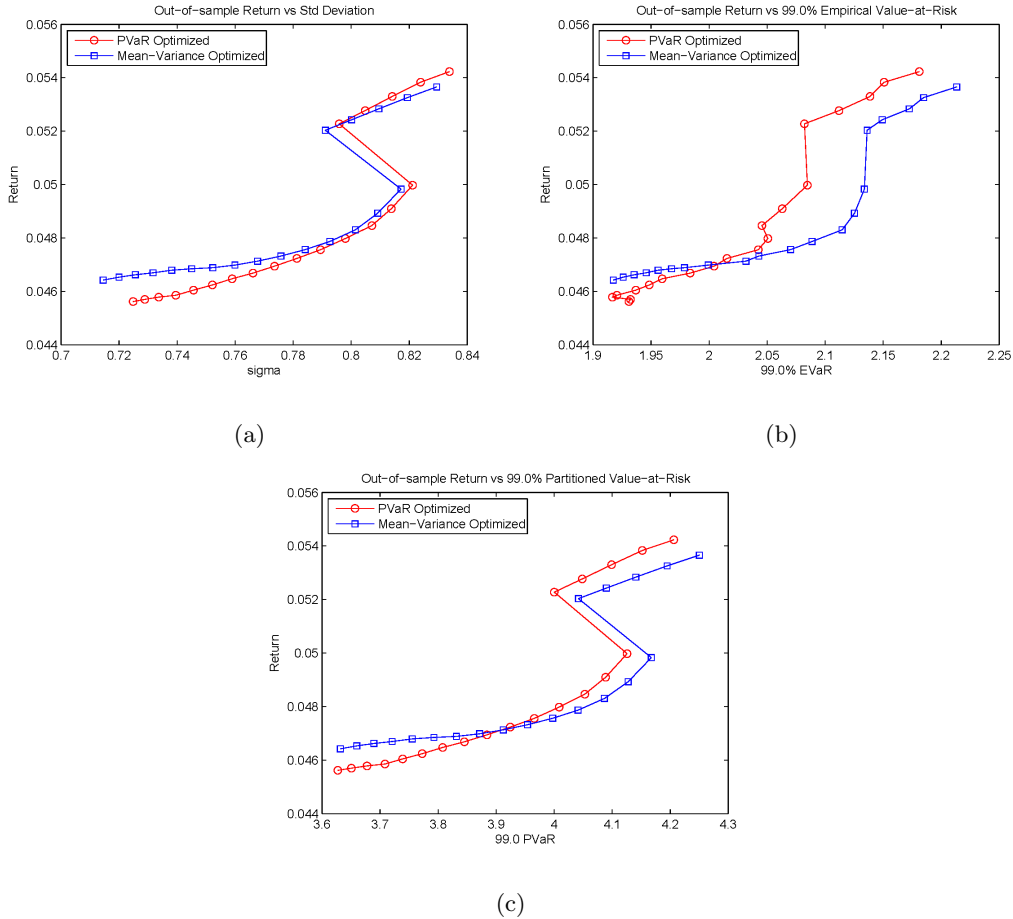 Out-of-sample Return vs Std Deviation
0.056
0.054
0.052
0.05
0.048
0.046
0.044
Return
PVaR Optimized
Mean-Variance Optimized
0.7 0.72 0.74 0.76 0.78 0.8 0.82 0.84
sigma
(a)
Out-of-sample Return vs 99.0% Empirical Value-at-Risk
0.056
0.054
0.052
0.05
0.048
0.046
0.044
Return
PVaR Optimized
Mean-Variance Optimized
1.9 1.95 2 2.05 2.1 2.15 2.2 2.25
99.0% EVaR
(b)
Out-of-sample Return vs 99.0% Partitioned Value-at-Risk
0.056
0.054
0.052
0.05
0.048
0.046
0.044
Return
PVaR Optimized
Mean-Variance Optimized
3.6 3.7 3.8 3.9 4 4.1 4.2 4.3
99.0 PVaR
(c)